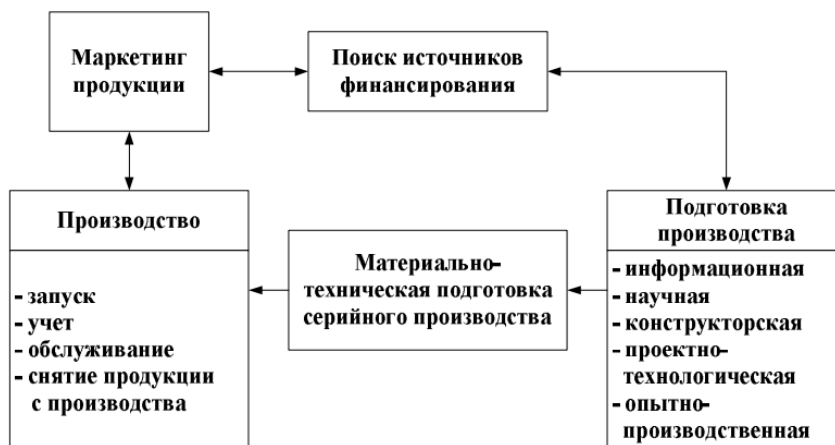 Маркетинг
продукции
Поиск источников
финансирования
Производство
- запуск
- учет
- обслуживание
- снятие продукции
с производства
Материально-
техническая подготовка
серийного производства
Подготовка
производства
- информационная
- научная
- конструкторская
- проектно-
технологическая
- опытно-
производственная